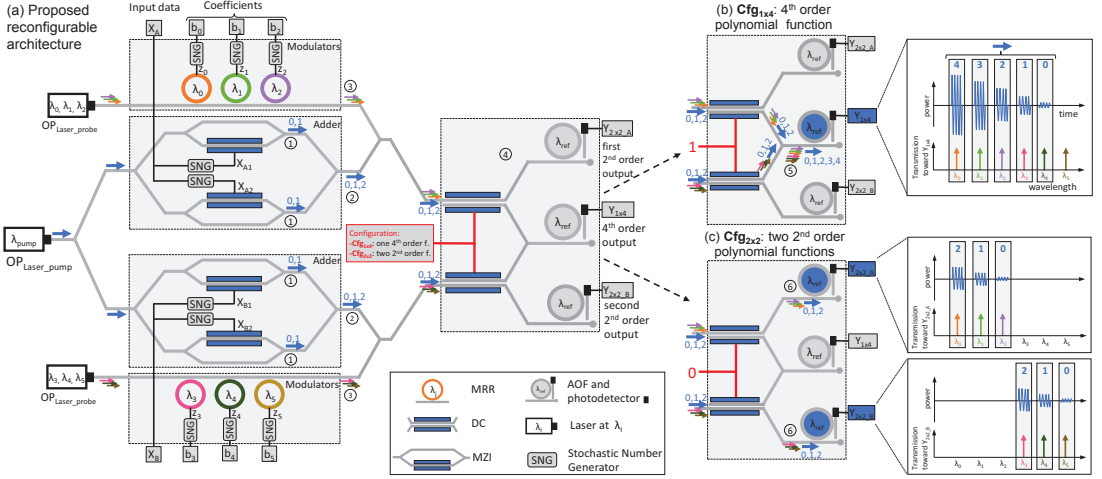 (a) Proposed
reconfigurable
architecture
Input data
Coefficients
X_A
b_0
b_1
b_2
SNG
SNG
SNG
Modulators
z_0
z_1
z_2
λ_0
λ_1
λ_2
λ_0, λ_1, λ_2
OP_Laser_probe
③
Adder
0,1
①
X_A1
SNG
SNG
X_A2
0,1
①
0,1,2
②
λ_pump
OP_Laser_pump
Adder
0,1
①
X_B1
SNG
SNG
X_B2
0,1
①
0,1,2
②
λ_3, λ_4, λ_5
OP_Laser_probe
Modulators
③
λ_3
λ_4
λ_5
z_3
z_4
z_5
SNG
SNG
SNG
X_B
b_3
b_4
b_5
Configuration:
-Cfg_1x4: one 4th order f.
-Cfg_2x2: two 2nd order f.
0,1,2
0,1,2
④
λ_ref
Y_2x2_A
first
2nd order
output
λ_ref
Y_1x4
4th order
output
λ_ref
Y_2x2_B
second
2nd order
output
λ_i
MRR
DC
MZI
λ_ref
AOF and
photodetector
λ_i
Laser at λ_i
SNG
Stochastic Number
Generator
(b) Cfg_1x4: 4th order
polynomial function
λ_ref
Y_2x2_A
0,1,2
1
0,1,2
0,1,2
0,1,2
⑤
λ_ref
Y_1x4
0,1,2,3,4
λ_ref
Y_2x2_B
4
3
2
1
0
power
time
Transmission
toward Y_1x4
λ_0
λ_1
λ_2
λ_3
λ_4
λ_5
wavelength
(c) Cfg_2x2: two 2nd order
polynomial functions
⑥
λ_ref
Y_2x2_A
0,1,2
0,1,2
0
0,1,2
λ_ref
Y_1x4
⑥
λ_ref
Y_2x2_B
0,1,2
2
1
0
power
Transmission
toward Y_2x2_A
λ_0
λ_1
λ_2
λ_3
λ_4
λ_5
2
1
0
power
Transmission
toward Y_2x2_B
λ_0
λ_1
λ_2
λ_3
λ_4
λ_5